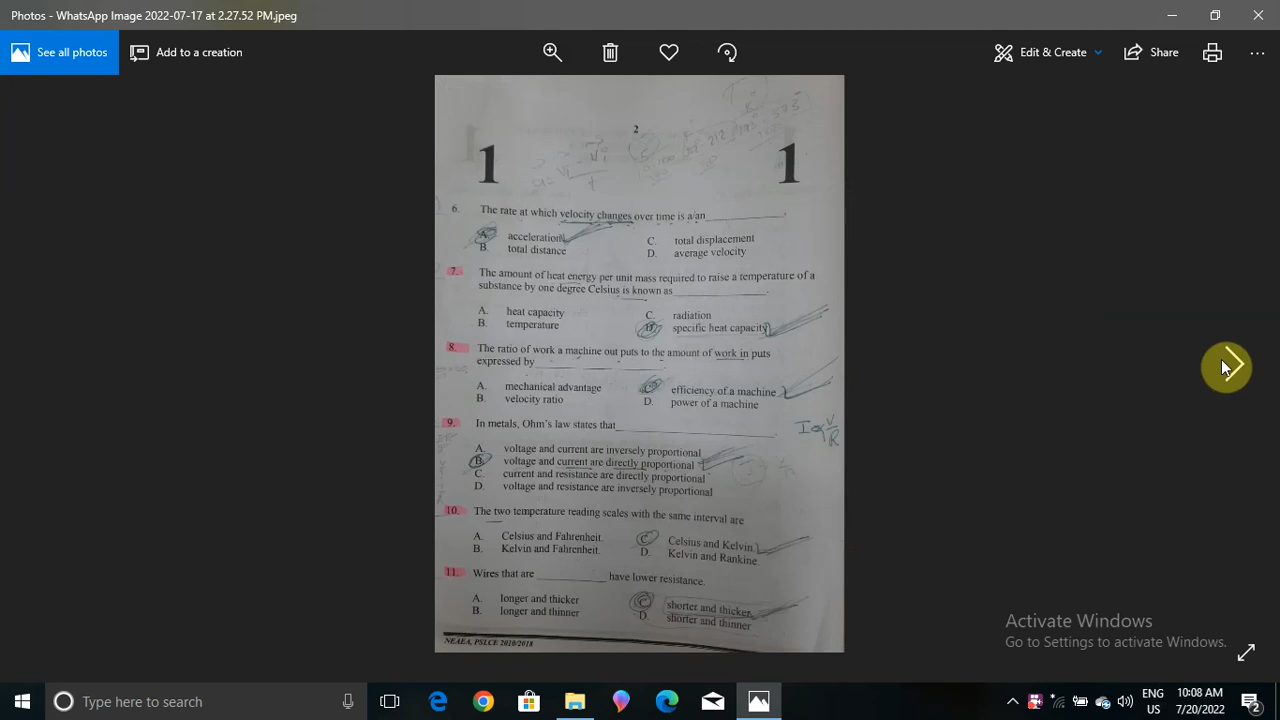 Photos - WhatsApp Image 2022-07-17 at 2.27.52 PM.jpeg
See all photos
Add to a creation
Edit & Create
Share
2
1
1
6. The rate at which velocity changes over time is a/an
A. acceleration
B. total distance
C. total displacement
D. average velocity
7. The amount of heat energy per unit mass required to raise a temperature of a
substance by one degree Celsius is known as
A. heat capacity
B. temperature
C. radiation
D. specific heat capacity
8. The ratio of work a machine out puts to the amount of work in puts
expressed by
A. mechanical advantage
B. velocity ratio
C. efficiency of a machine
D. power of a machine
9. In metals, Ohm's law states that
I α V/R
A. voltage and current are inversely proportional
B. voltage and current are directly proportional
C. current and resistance are directly proportional
D. voltage and resistance are inversely proportional
10. The two temperature reading scales with the same interval are
A. Celsius and Fahrenheit.
B. Kelvin and Fahrenheit.
C. Celsius and Kelvin
D. Kelvin and Rankine.
11. Wires that are __________ have lower resistance.
A. longer and thicker
B. longer and thinner
C. shorter and thicker
D. shorter and thinner
NEAEA, PSLCE 2010/2018
Activate Windows
Go to Settings to activate Windows.
Type here to search
ENG
US
10:08 AM
7/20/2022
2